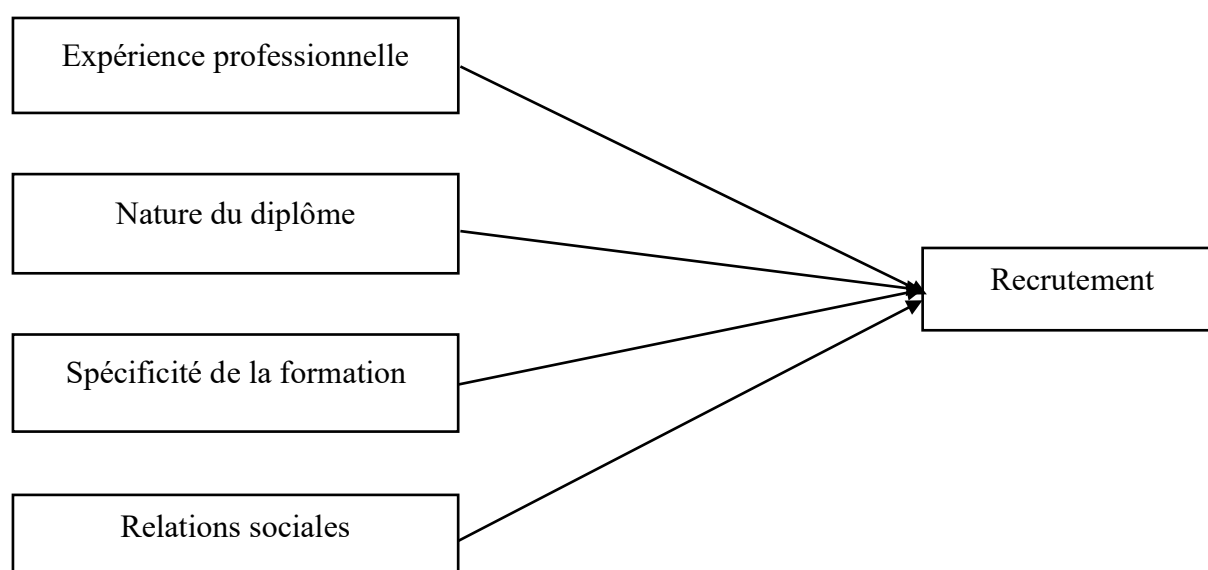 Expérience professionnelle
Nature du diplôme
Recrutement
Spécificité de la formation
Relations sociales